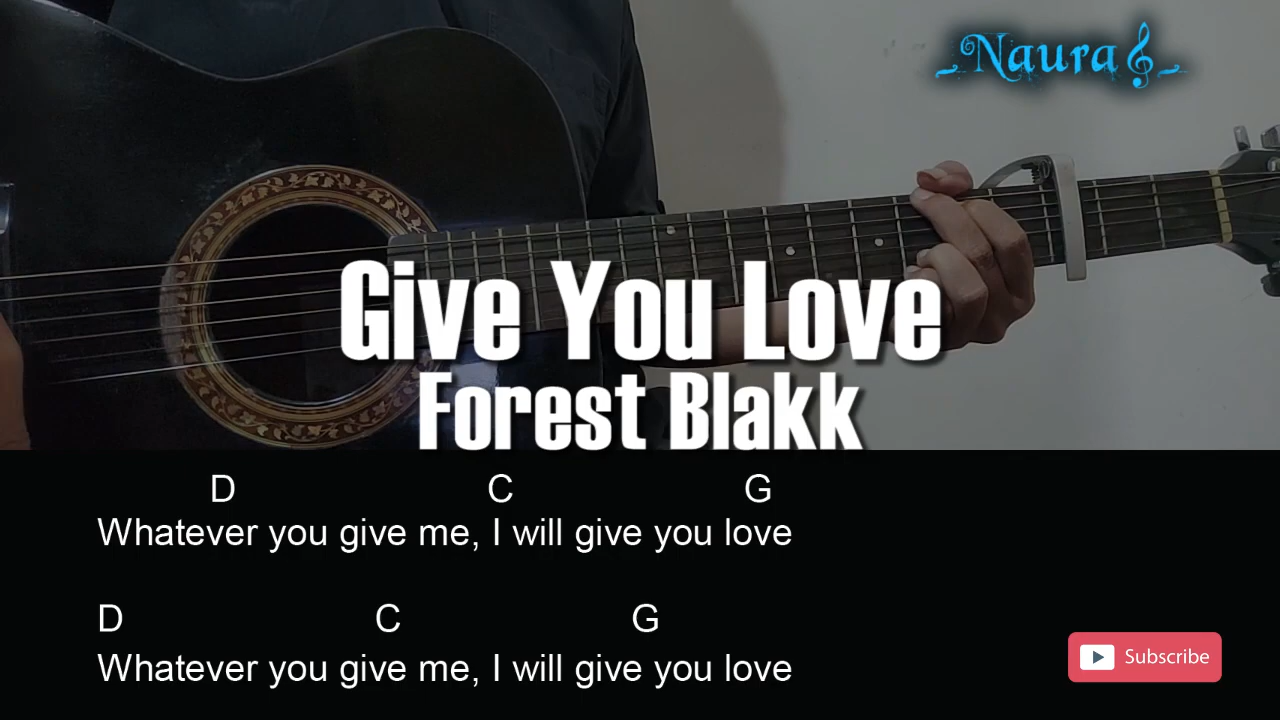 Naura
Give You Love
Forest Blakk
D C G
Whatever you give me, I will give you love
D C G
Whatever you give me, I will give you love
Subscribe